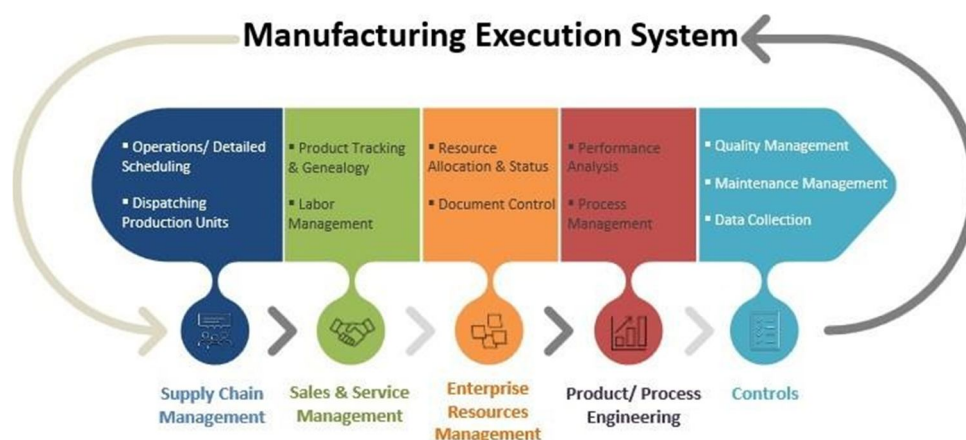 Manufacturing Execution System
▪ Operations/ Detailed
Scheduling
▪ Dispatching
Production Units
▪ Product Tracking
& Genealogy
▪ Labor
Management
▪ Resource
Allocation & Status
▪ Document Control
▪ Performance
Analysis
▪ Process
Management
▪ Quality Management
▪ Maintenance Management
▪ Data Collection
Supply Chain
Management
Sales & Service
Management
Enterprise
Resources
Management
Product/ Process
Engineering
Controls